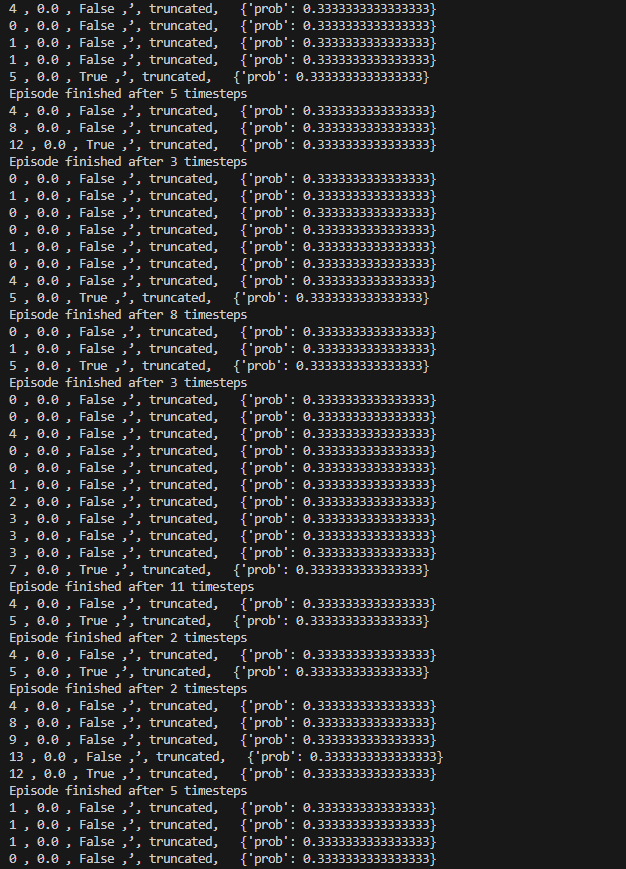 4 , 0.0 , False ,’, truncated,   {'prob': 0.3333333333333333}
0 , 0.0 , False ,’, truncated,   {'prob': 0.3333333333333333}
1 , 0.0 , False ,’, truncated,   {'prob': 0.3333333333333333}
1 , 0.0 , False ,’, truncated,   {'prob': 0.3333333333333333}
5 , 0.0 , True ,’, truncated,   {'prob': 0.3333333333333333}
Episode finished after 5 timesteps
4 , 0.0 , False ,’, truncated,   {'prob': 0.3333333333333333}
8 , 0.0 , False ,’, truncated,   {'prob': 0.3333333333333333}
12 , 0.0 , True ,’, truncated,   {'prob': 0.3333333333333333}
Episode finished after 3 timesteps
0 , 0.0 , False ,’, truncated,   {'prob': 0.3333333333333333}
1 , 0.0 , False ,’, truncated,   {'prob': 0.3333333333333333}
0 , 0.0 , False ,’, truncated,   {'prob': 0.3333333333333333}
0 , 0.0 , False ,’, truncated,   {'prob': 0.3333333333333333}
1 , 0.0 , False ,’, truncated,   {'prob': 0.3333333333333333}
0 , 0.0 , False ,’, truncated,   {'prob': 0.3333333333333333}
4 , 0.0 , False ,’, truncated,   {'prob': 0.3333333333333333}
5 , 0.0 , True ,’, truncated,   {'prob': 0.3333333333333333}
Episode finished after 8 timesteps
0 , 0.0 , False ,’, truncated,   {'prob': 0.3333333333333333}
1 , 0.0 , False ,’, truncated,   {'prob': 0.3333333333333333}
5 , 0.0 , True ,’, truncated,   {'prob': 0.3333333333333333}
Episode finished after 3 timesteps
0 , 0.0 , False ,’, truncated,   {'prob': 0.3333333333333333}
0 , 0.0 , False ,’, truncated,   {'prob': 0.3333333333333333}
4 , 0.0 , False ,’, truncated,   {'prob': 0.3333333333333333}
0 , 0.0 , False ,’, truncated,   {'prob': 0.3333333333333333}
0 , 0.0 , False ,’, truncated,   {'prob': 0.3333333333333333}
1 , 0.0 , False ,’, truncated,   {'prob': 0.3333333333333333}
2 , 0.0 , False ,’, truncated,   {'prob': 0.3333333333333333}
3 , 0.0 , False ,’, truncated,   {'prob': 0.3333333333333333}
3 , 0.0 , False ,’, truncated,   {'prob': 0.3333333333333333}
3 , 0.0 , False ,’, truncated,   {'prob': 0.3333333333333333}
7 , 0.0 , True ,’, truncated,   {'prob': 0.3333333333333333}
Episode finished after 11 timesteps
4 , 0.0 , False ,’, truncated,   {'prob': 0.3333333333333333}
5 , 0.0 , True ,’, truncated,   {'prob': 0.3333333333333333}
Episode finished after 2 timesteps
4 , 0.0 , False ,’, truncated,   {'prob': 0.3333333333333333}
5 , 0.0 , True ,’, truncated,   {'prob': 0.3333333333333333}
Episode finished after 2 timesteps
4 , 0.0 , False ,’, truncated,   {'prob': 0.3333333333333333}
8 , 0.0 , False ,’, truncated,   {'prob': 0.3333333333333333}
9 , 0.0 , False ,’, truncated,   {'prob': 0.3333333333333333}
13 , 0.0 , False ,’, truncated,   {'prob': 0.3333333333333333}
12 , 0.0 , True ,’, truncated,   {'prob': 0.3333333333333333}
Episode finished after 5 timesteps
1 , 0.0 , False ,’, truncated,   {'prob': 0.3333333333333333}
1 , 0.0 , False ,’, truncated,   {'prob': 0.3333333333333333}
1 , 0.0 , False ,’, truncated,   {'prob': 0.3333333333333333}
0 , 0.0 , False ,’, truncated,   {'prob': 0.3333333333333333}